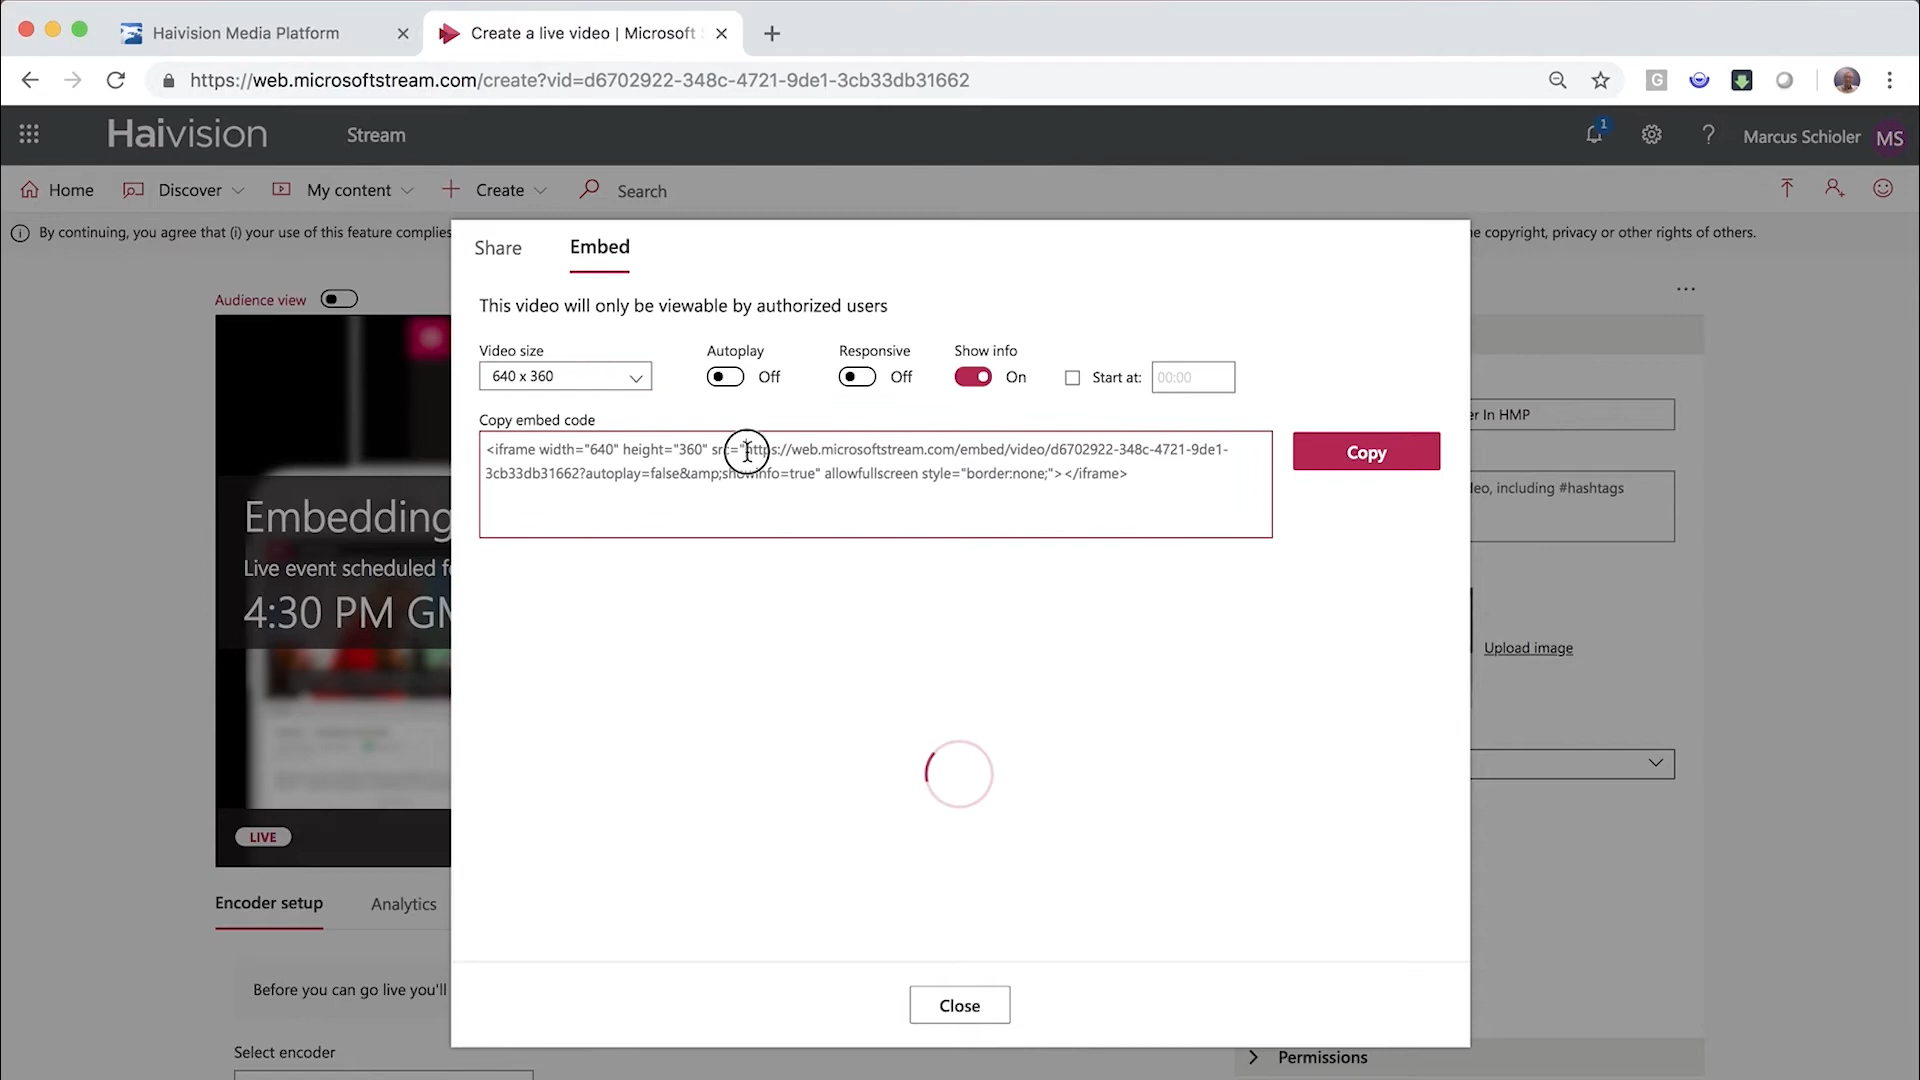 Haivision Media Platform
Create a live video | Microsoft
https://web.microsoftstream.com/create?vid=d6702922-348c-4721-9de1-3cb33db31662
G
Haivision
Stream
1
?
Marcus Schioler
MS
Home
Discover
My content
Create
Search
By continuing, you agree that (i) your use of this feature complies
e copyright, privacy or other rights of others.
Share
Embed
This video will only be viewable by authorized users
Audience view
Video size
Autoplay
Responsive
Show info
640 x 360
Off
Off
On
Start at:
00:00
Copy embed code
<iframe width="640" height="360" src="https://web.microsoftstream.com/embed/video/d6702922-348c-4721-9de1-
3cb33db31662?autoplay=false&amp;showinfo=true" allowfullscreen style="border:none;"></iframe>
Copy
er In HMP
deo, including #hashtags
Embedding
Live event scheduled fo
4:30 PM GM
Upload image
LIVE
Encoder setup
Analytics
Before you can go live you'll
Close
Select encoder
Permissions